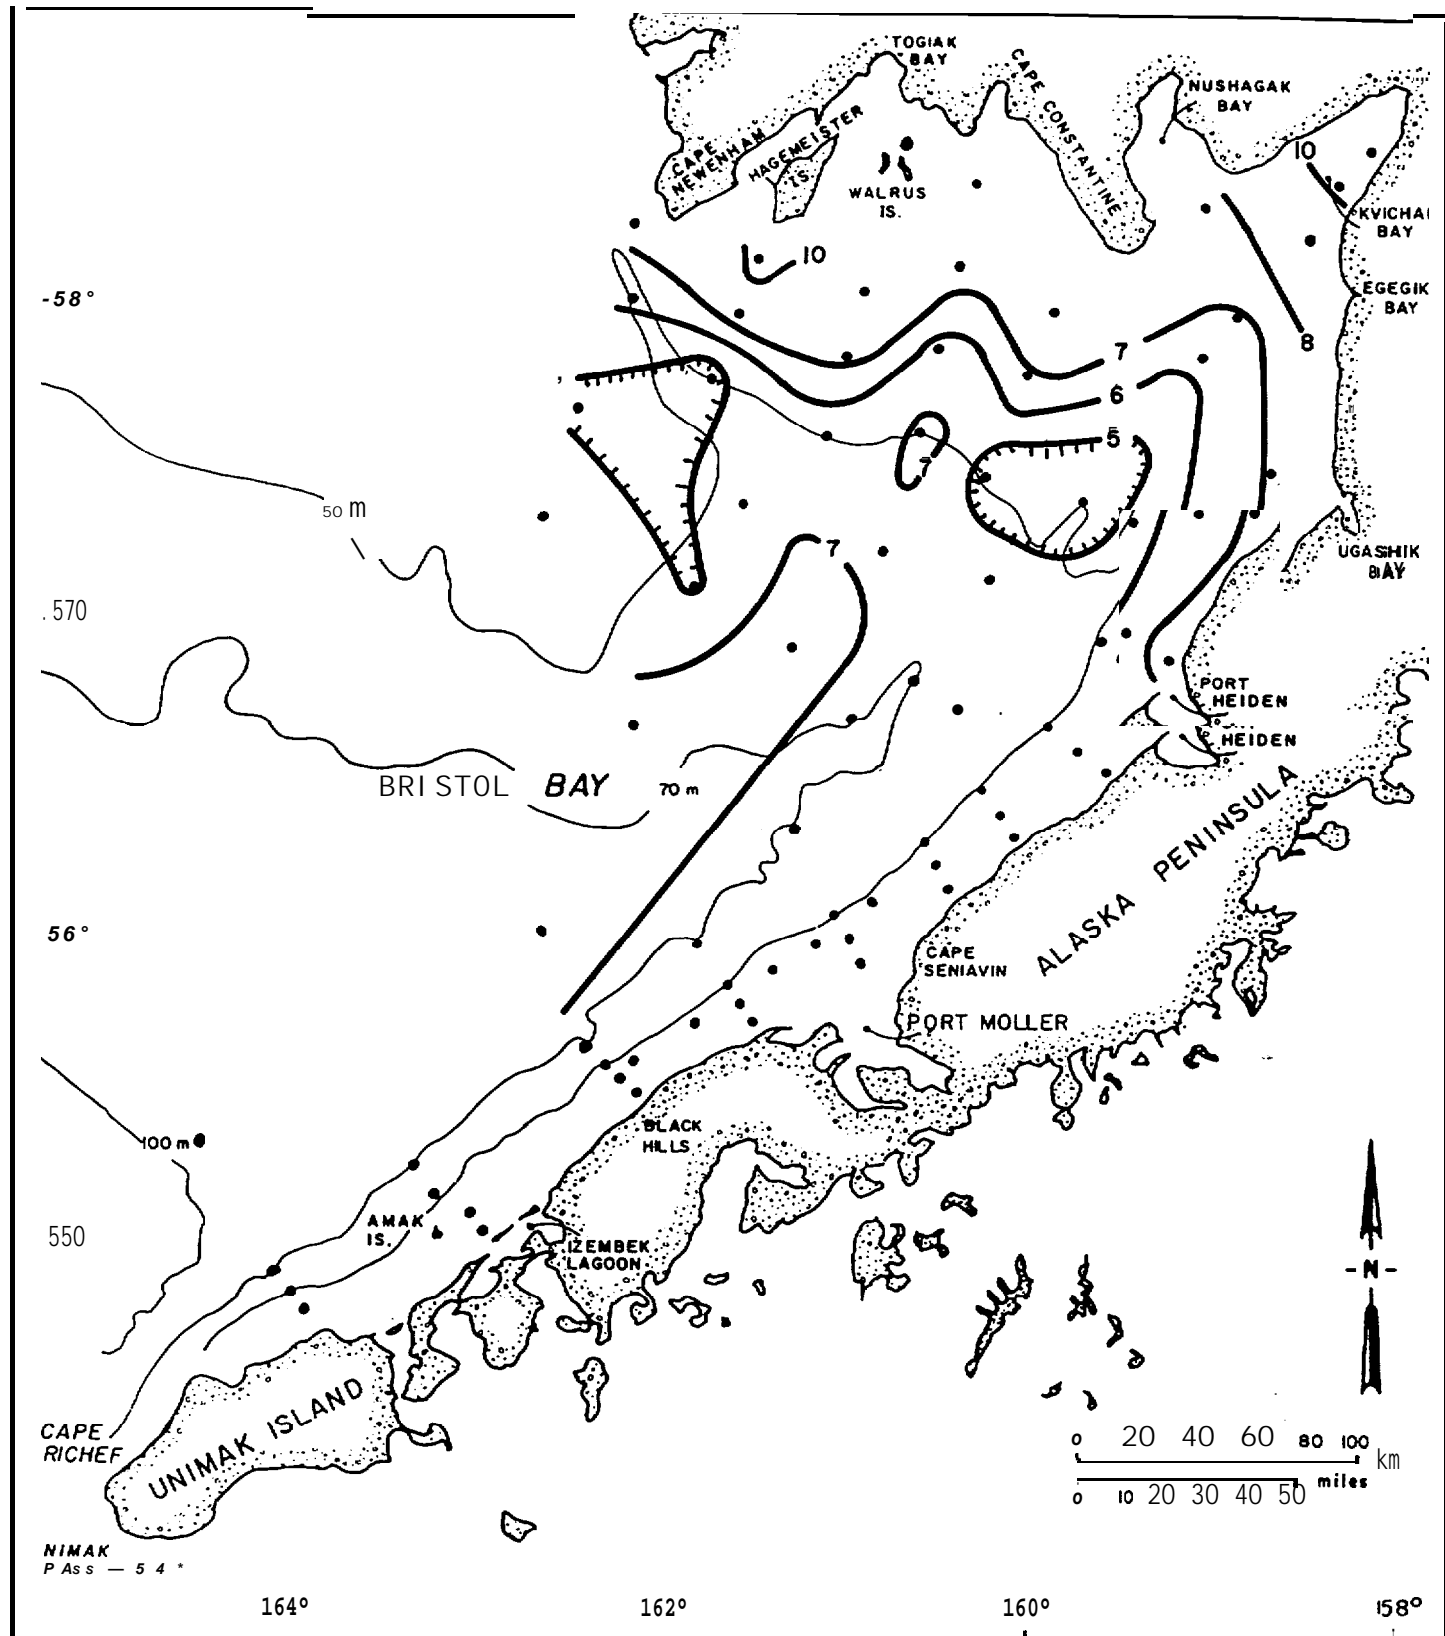 TOGIAK
BAY
CAPE CONSTANTINE
NUSHAGAK
BAY
CAPE
NEWENHAM
HAGEMEISTER
IS.
WALRUS
IS.
10
KVICHAI
BAY
10
-58°
EGEGIK
BAY
8
7
6
5
7
50 m
7
UGASHIK
BAY
. 570
PORT
HEIDEN
HEIDEN
BRISTOL BAY
70 m
ALASKA PENINSULA
56°
CAPE
SENIAVIN
PORT MOLLER
BLACK
HILLS
100 m
AMAK
IS.
550
IZEMBEK
LAGOON
-N-
UNIMAK ISLAND
CAPE
RICHEF
0 20 40 60 80 100
km
miles
0 10 20 30 40 50
NIMAK
PAss — 54 *
164° 162° 160° 158°